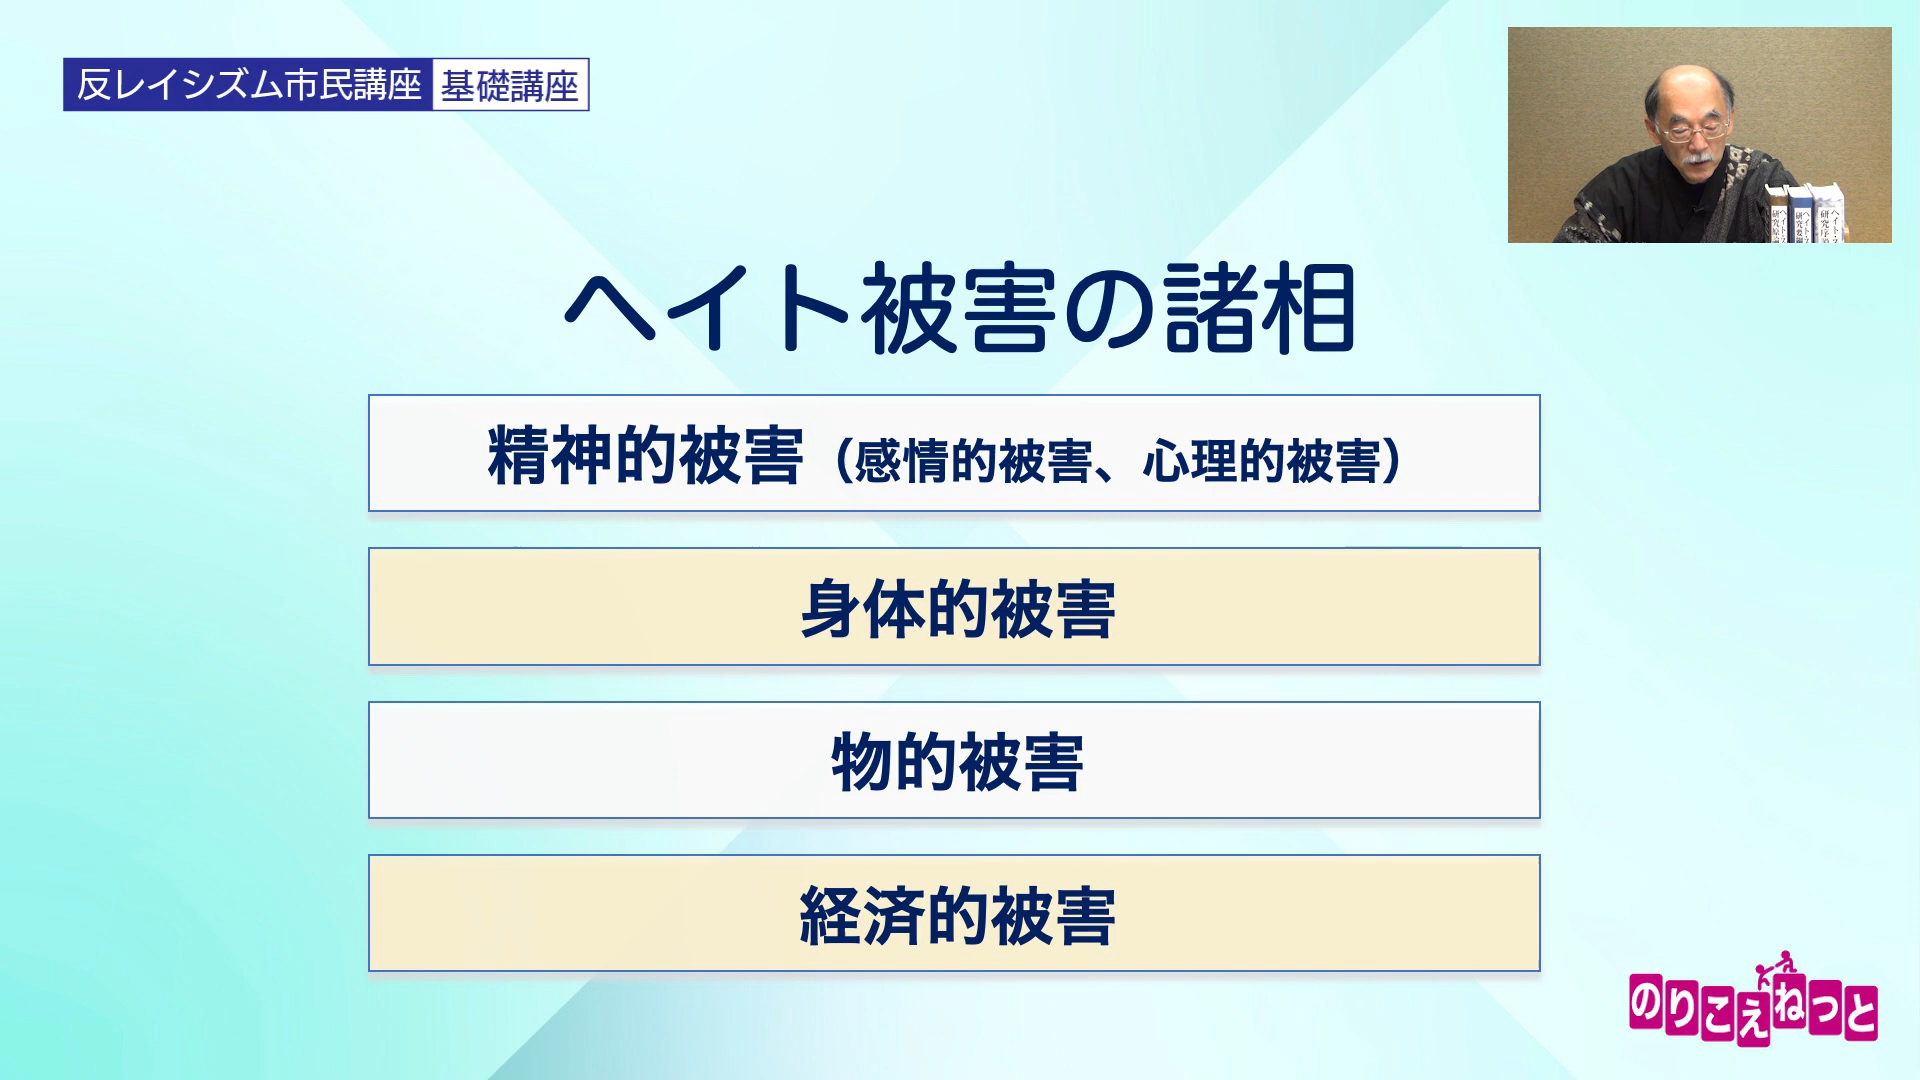 反レイシズム市民講座 基礎講座
ヘイト被害の諸相
精神的被害（感情的被害、心理的被害）
身体的被害
物的被害
経済的被害
のりこえねっと